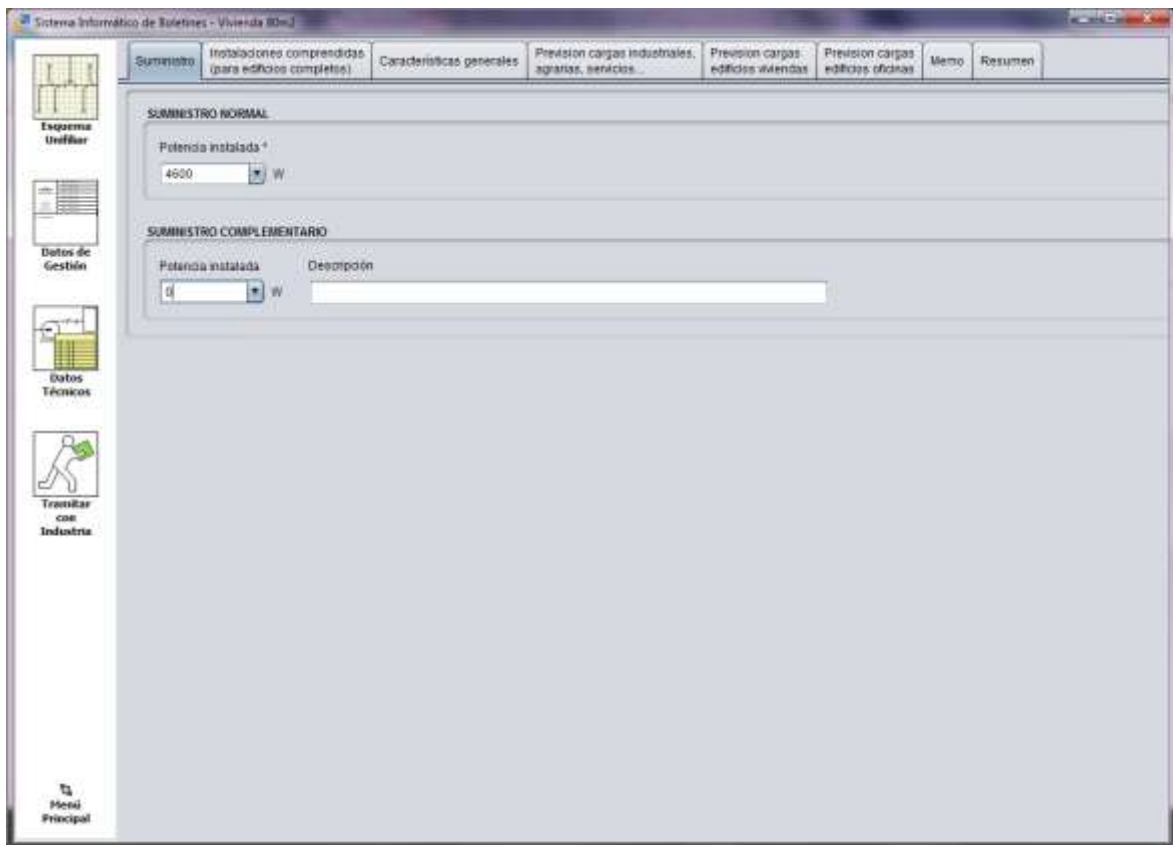 Sistema Informático de Boletines - Vivienda 80m2
Suministro
Instalaciones comprendidas
(para edificios completos)
Características generales
Prevision cargas industriales,
agrarias, servicios...
Prevision cargas
edificios viviendas
Prevision cargas
edificios oficinas
Memo
Resumen
Esquema
Unifilar
Datos de
Gestión
Datos
Técnicos
Tramitar
con
Industria
Menú
Principal
SUMINISTRO NORMAL
Potencia instalada *
4600 W
SUMINISTRO COMPLEMENTARIO
Potencia instalada Descripción
0 W